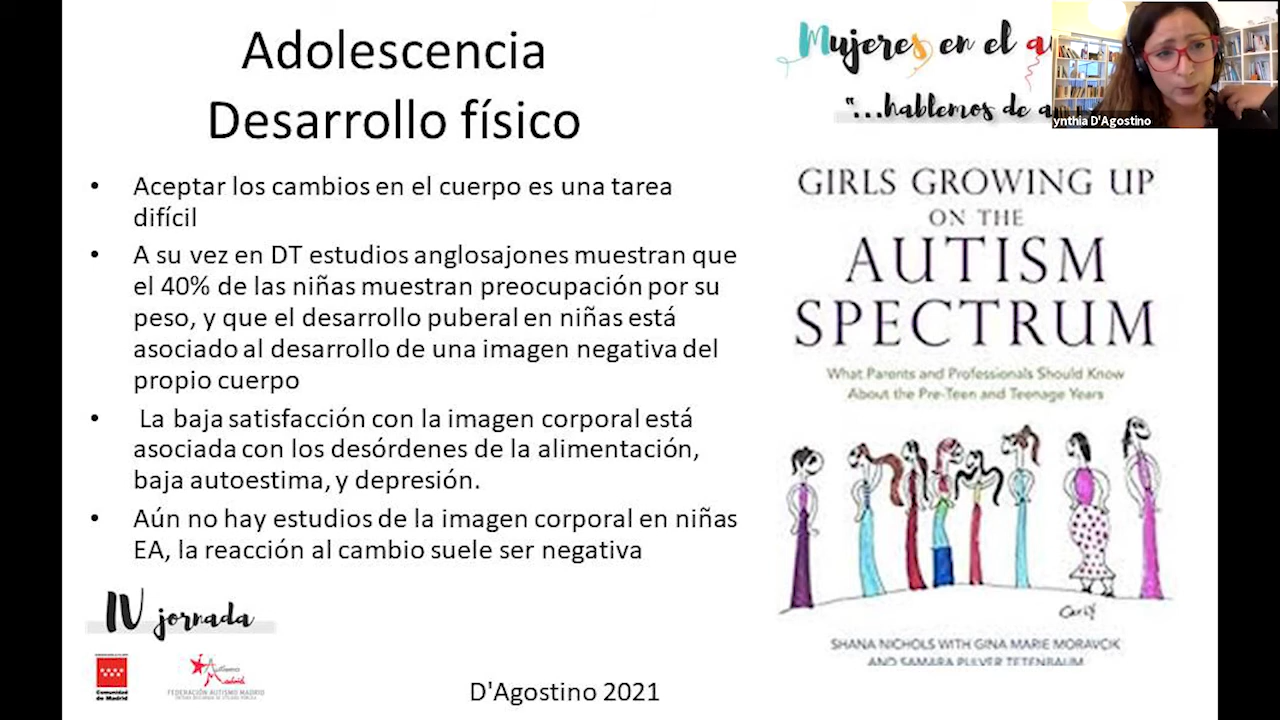 Adolescencia
Desarrollo físico
Mujeres en el a
"...hablemos de a
ynthia D'Agostino
• Aceptar los cambios en el cuerpo es una tarea
difícil
• A su vez en DT estudios anglosajones muestran que
el 40% de las niñas muestran preocupación por su
peso, y que el desarrollo puberal en niñas está
asociado al desarrollo de una imagen negativa del
propio cuerpo
• La baja satisfacción con la imagen corporal está
asociada con los desórdenes de la alimentación,
baja autoestima, y depresión.
• Aún no hay estudios de la imagen corporal en niñas
EA, la reacción al cambio suele ser negativa
GIRLS GROWING UP
ON THE
AUTISM
SPECTRUM
What Parents and Professionals Should Know
About the Pre-Teen and Teenage Years
Carly
SHANA NICHOLS WITH GINA MARIE MORAVCIK
AND SAMARA PULVER TETENBAUM
IV jornada
Comunidad
de Madrid
Autismo
Madrid
FEDERACIÓN AUTISMO MADRID
D'Agostino 2021